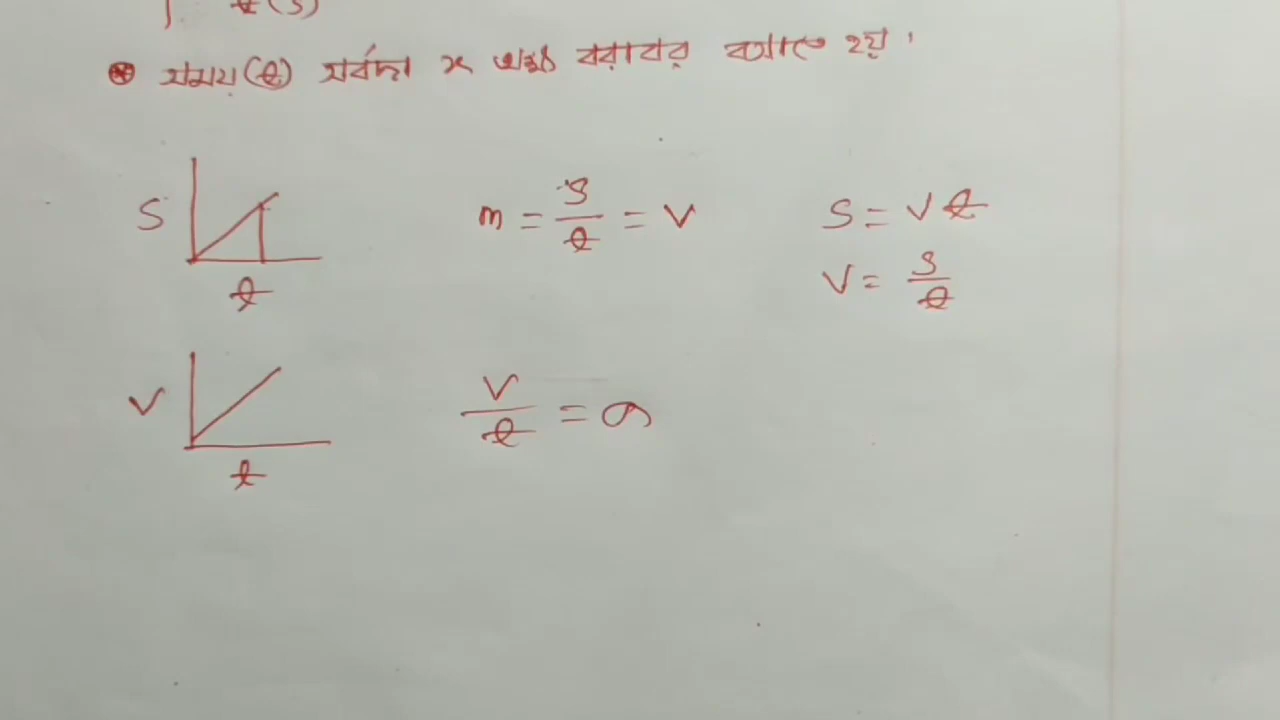 t(s)
সময়(t) সর্বদা x অক্ষ বরাবর বসাতে হয়।
S
t
m = S/t = v
S = vt
v = S/t
v
t
v/t = a